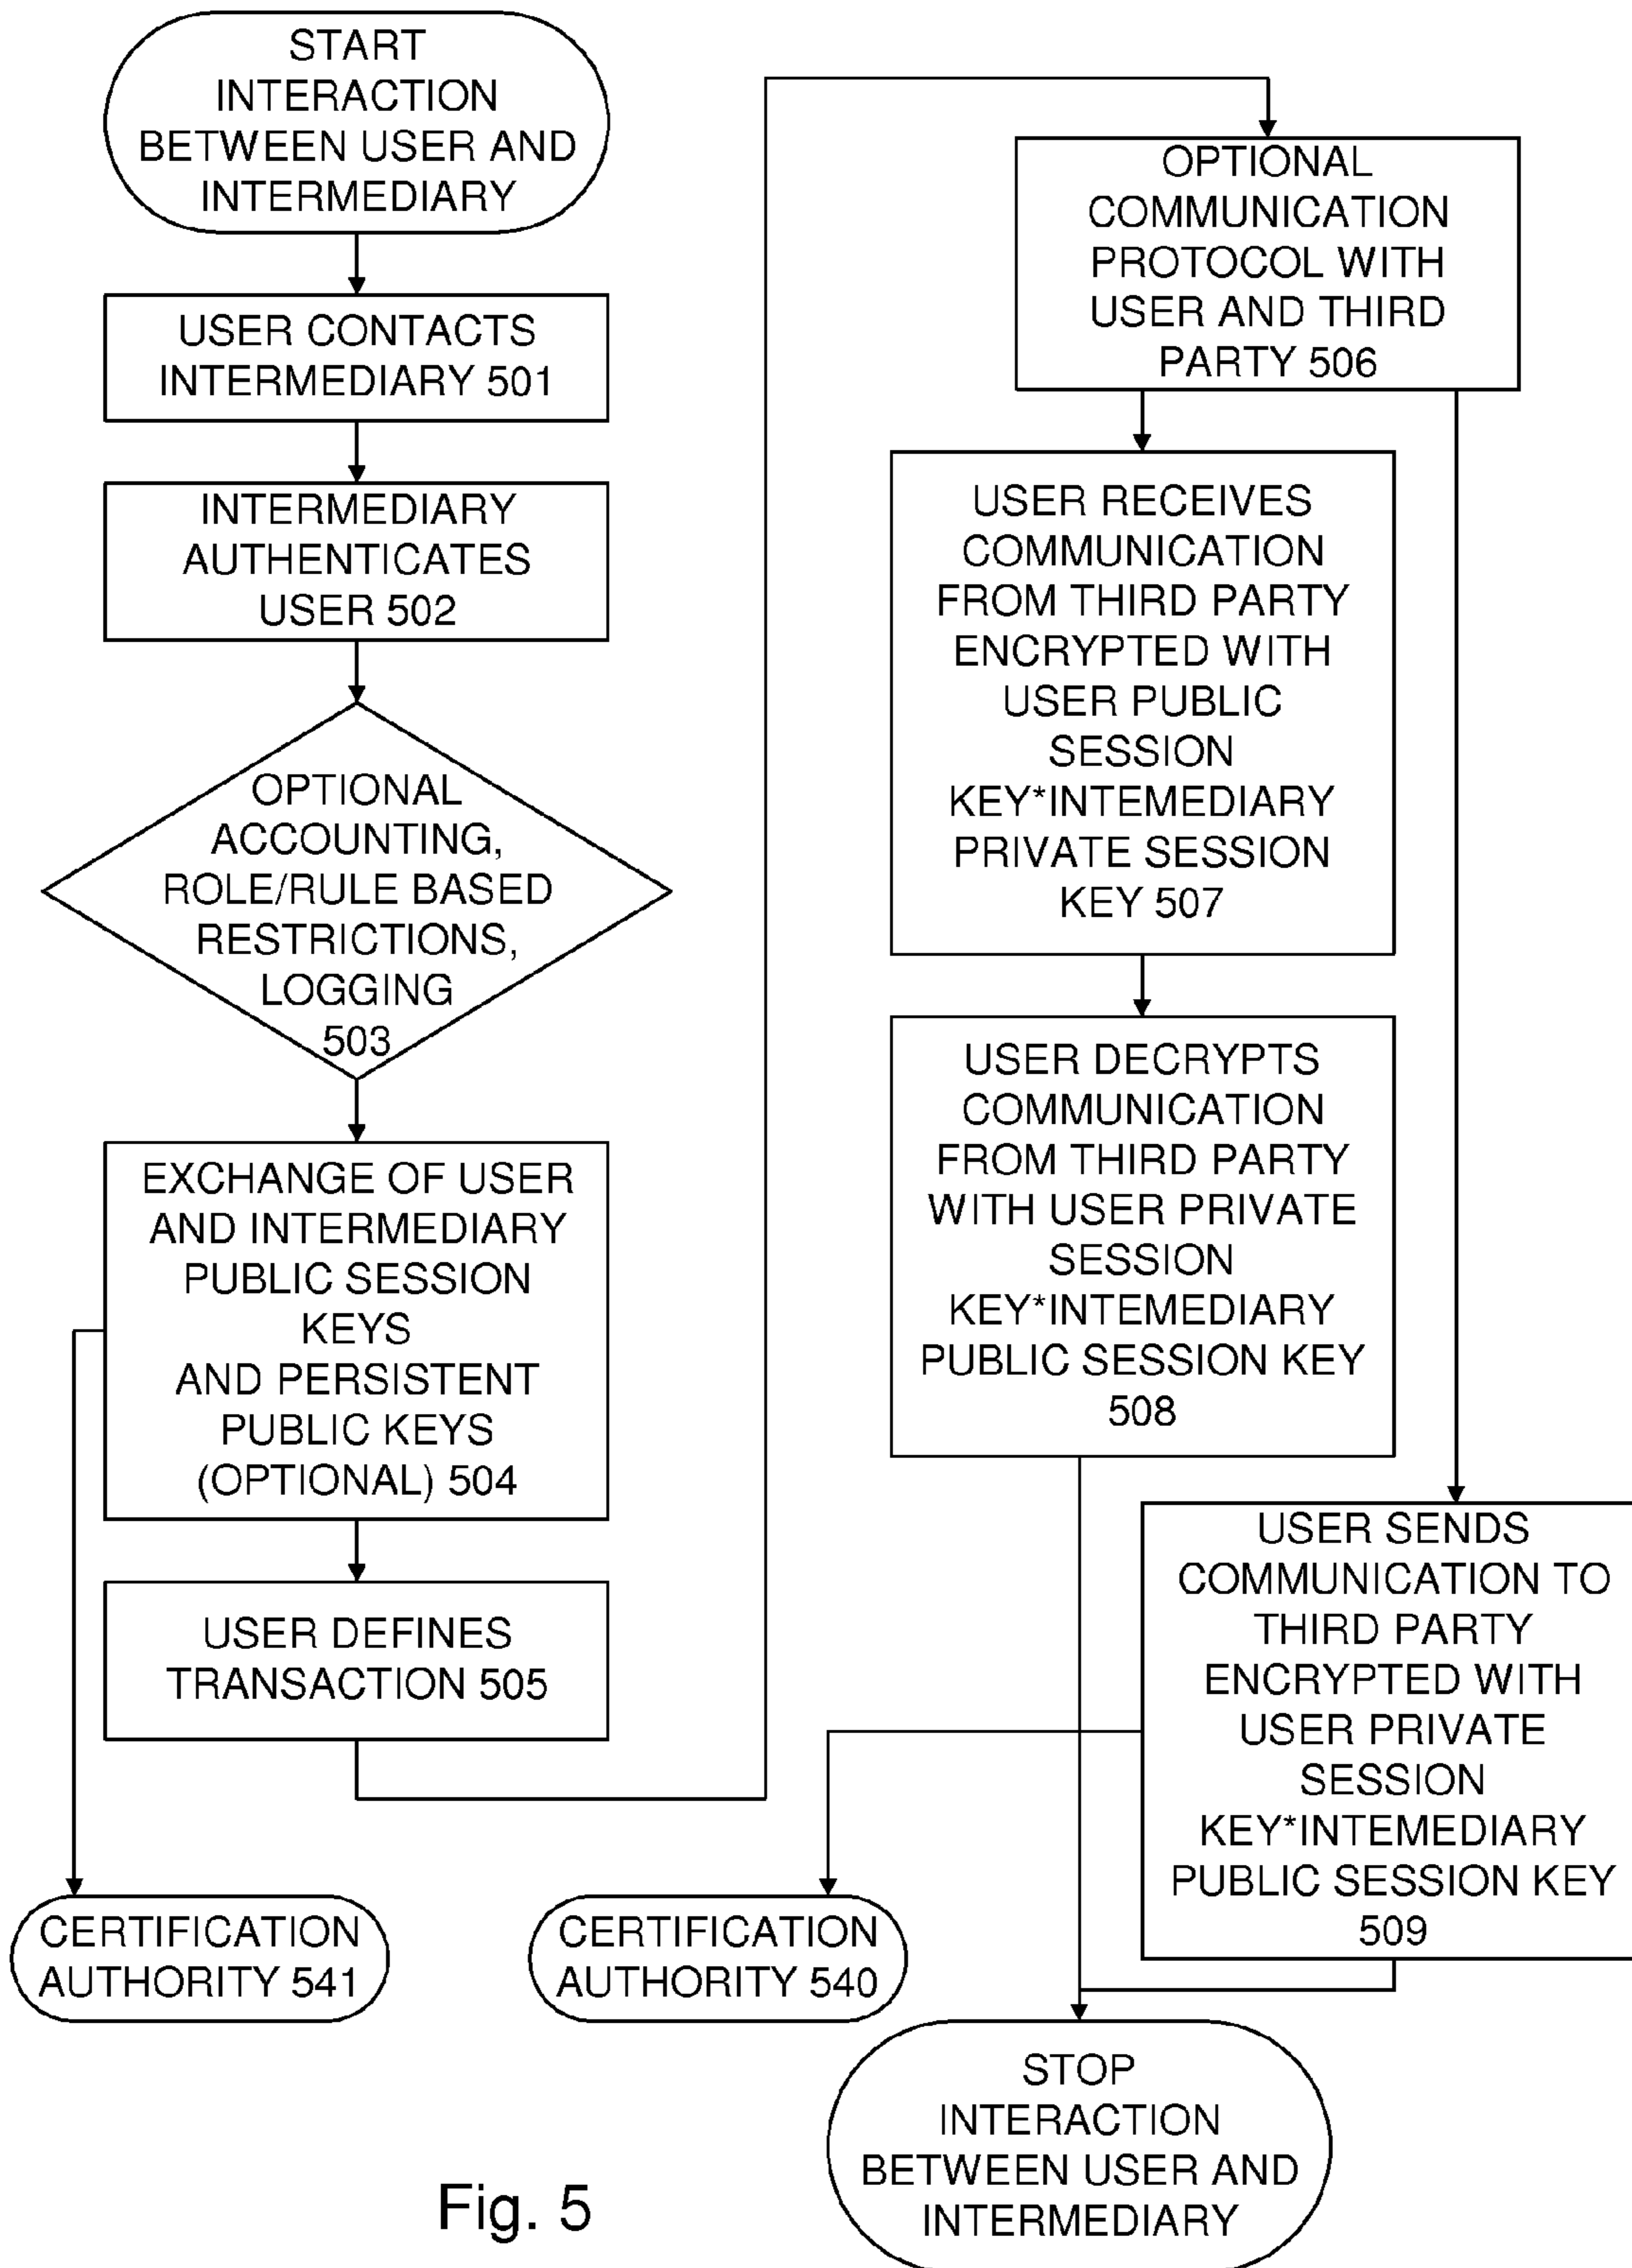 START
INTERACTION
BETWEEN USER AND
INTERMEDIARY
USER CONTACTS
INTERMEDIARY 501
INTERMEDIARY
AUTHENTICATES
USER 502
OPTIONAL
ACCOUNTING,
ROLE/RULE BASED
RESTRICTIONS,
LOGGING
503
EXCHANGE OF USER
AND INTERMEDIARY
PUBLIC SESSION
KEYS
AND PERSISTENT
PUBLIC KEYS
(OPTIONAL) 504
USER DEFINES
TRANSACTION 505
CERTIFICATION
AUTHORITY 541
CERTIFICATION
AUTHORITY 540
OPTIONAL
COMMUNICATION
PROTOCOL WITH
USER AND THIRD
PARTY 506
USER RECEIVES
COMMUNICATION
FROM THIRD PARTY
ENCRYPTED WITH
USER PUBLIC
SESSION
KEY*INTEMEDIARY
PRIVATE SESSION
KEY 507
USER DECRYPTS
COMMUNICATION
FROM THIRD PARTY
WITH USER PRIVATE
SESSION
KEY*INTEMEDIARY
PUBLIC SESSION KEY
508
USER SENDS
COMMUNICATION TO
THIRD PARTY
ENCRYPTED WITH
USER PRIVATE
SESSION
KEY*INTEMEDIARY
PUBLIC SESSION KEY
509
STOP
INTERACTION
BETWEEN USER AND
INTERMEDIARY
Fig. 5